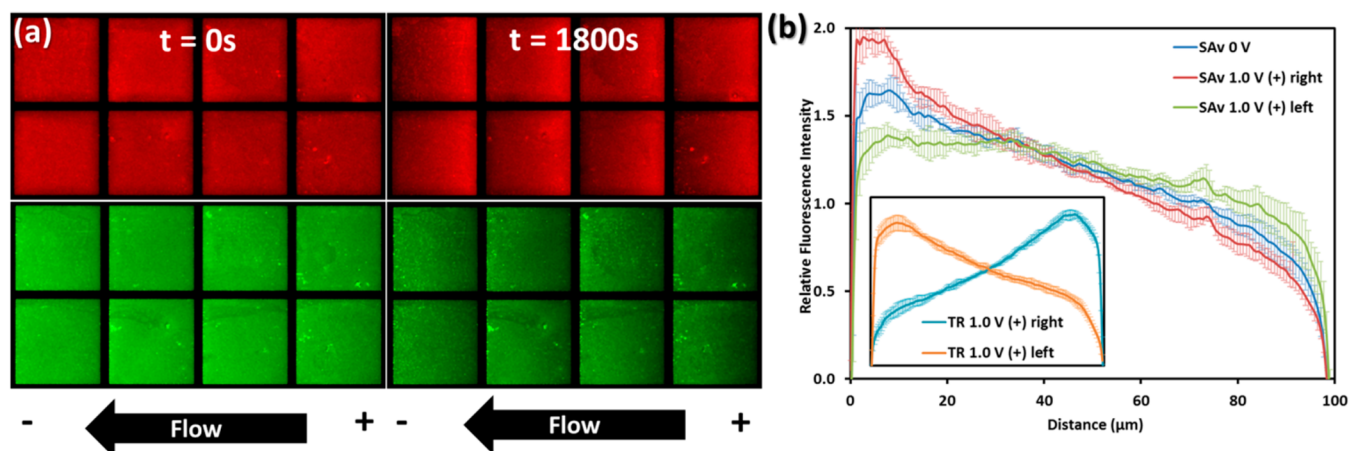 (a)
t = 0s
t = 1800s
- Flow +
- Flow +
(b)
2.0
1.5
1.0
0.5
0.0
Relative Fluorescence Intensity
SAv 0 V
SAv 1.0 V (+) right
SAv 1.0 V (+) left
TR 1.0 V (+) right
TR 1.0 V (+) left
0 20 40 60 80 100
Distance (µm)